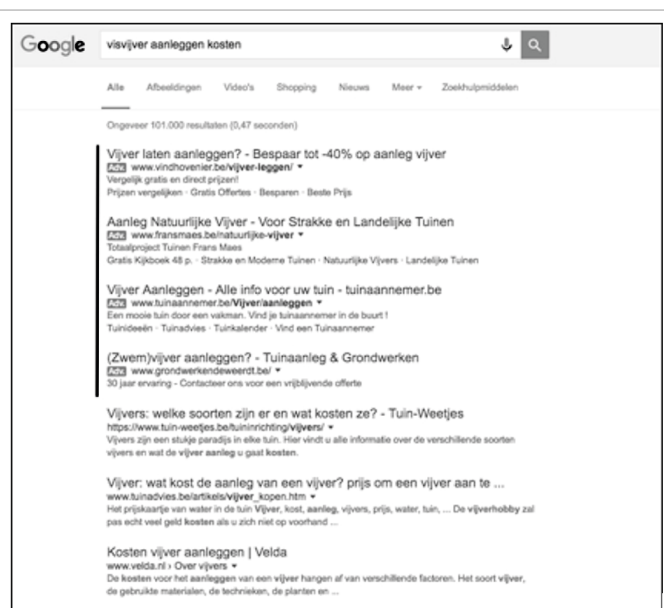 Google visvijver aanleggen kosten
Alle Afbeeldingen Video's Shopping Nieuws Meer Zoekhulpmiddelen
Ongeveer 101.000 resultaten (0,47 seconden)
Vijver laten aanleggen? - Bespaar tot -40% op aanleg vijver
Adv. www.vindhovenier.be/vijver-leggen/
Vergelijk gratis en direct prijzen!
Prijzen vergelijken · Gratis Offertes · Besparen · Beste Prijs
Aanleg Natuurlijke Vijver - Voor Strakke en Landelijke Tuinen
Adv. www.fransmaes.be/natuurlijke-vijver
Totaalproject Tuinen Frans Maes
Gratis Kijkboek 48 p. · Strakke en Moderne Tuinen · Natuurlijke Vijvers · Landelijke Tuinen
Vijver Aanleggen - Alle info voor uw tuin - tuinaannemer.be
Adv. www.tuinaannemer.be/Vijver/aanleggen
Een mooie tuin door een vakman. Vind je tuinaannemer in de buurt !
Tuinideeën · Tuinadvies · Tuinkalender · Vind een Tuinaannemer
(Zwem)vijver aanleggen? - Tuinaanleg & Grondwerken
Adv. www.grondwerkendeweerdt.be/
30 jaar ervaring - Contacteer ons voor een vrijblijvende offerte
Vijvers: welke soorten zijn er en wat kosten ze? - Tuin-Weetjes
https://www.tuin-weetjes.be/tuininrichting/vijvers/
Vijvers zijn een stukje paradijs in elke tuin. Hier vindt u alle informatie over de verschillende soorten
vijvers en wat de vijver aanleg u gaat kosten.
Vijver: wat kost de aanleg van een vijver? prijs om een vijver aan te ...
www.tuinadvies.be/artikels/vijver_kopen.htm
Het prijskaartje van water in de tuin Vijver, kost, aanleg, vijvers, prijs, water, tuin, ... De vijverhobby zal
pas echt veel geld kosten als u zich niet op voorhand ...
Kosten vijver aanleggen | Velda
www.velda.nl › Over vijvers
De kosten voor het aanleggen van een vijver hangen af van verschillende factoren. Het soort vijver,
de gebruikte materialen, de technieken, de planten en ...